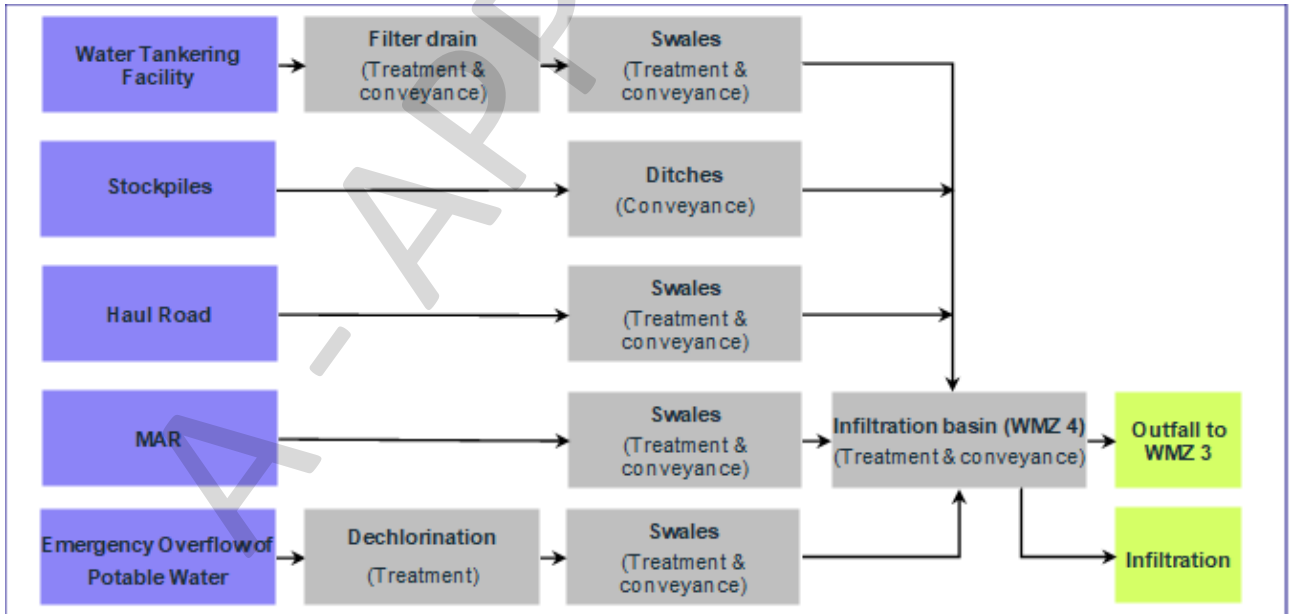 Water Tankering
Facility
Filter drain
(Treatment &
conveyance)
Swales
(Treatment &
conveyance)
Stockpiles
Ditches
(Conveyance)
Haul Road
Swales
(Treatment &
conveyance)
MAR
Swales
(Treatment &
conveyance)
Infiltration basin (WMZ 4)
(Treatment & conveyance)
Outfall to
WMZ 3
Emergency Overflow of
Potable Water
Dechlorination
(Treatment)
Swales
(Treatment &
conveyance)
Infiltration
A - APP